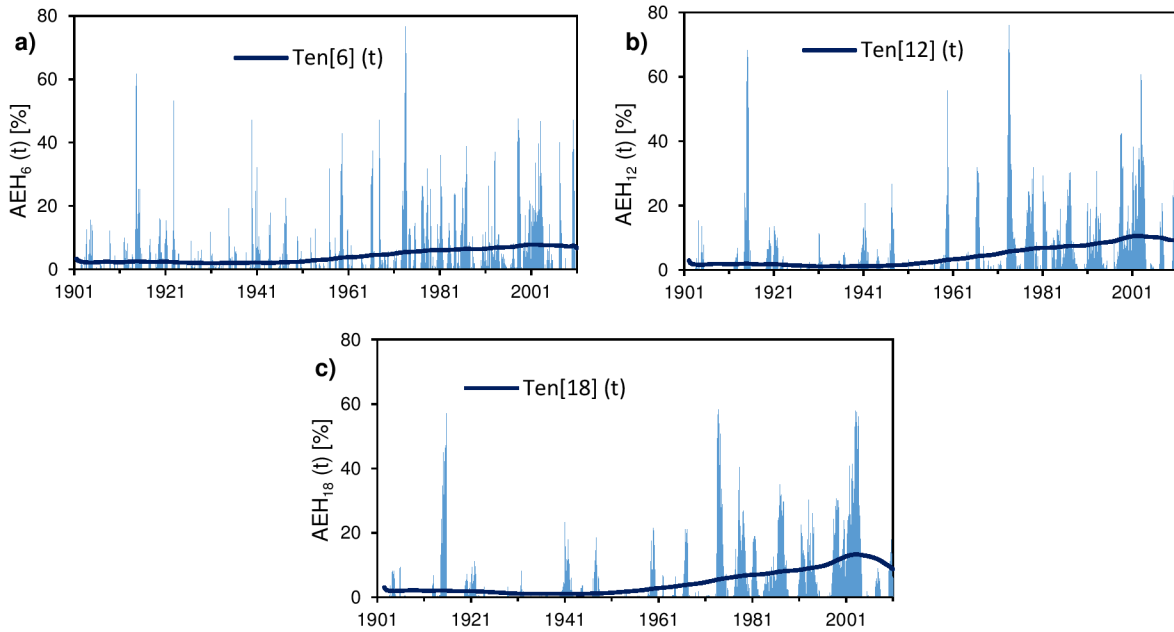 a)
AEH6 (t) [%]
80
60
40
20
0
Ten[6] (t)
1901 1921 1941 1961 1981 2001
b)
AEH12 (t) [%]
80
60
40
20
0
Ten[12] (t)
1901 1921 1941 1961 1981 2001
c)
AEH18 (t) [%]
80
60
40
20
0
Ten[18] (t)
1901 1921 1941 1961 1981 2001